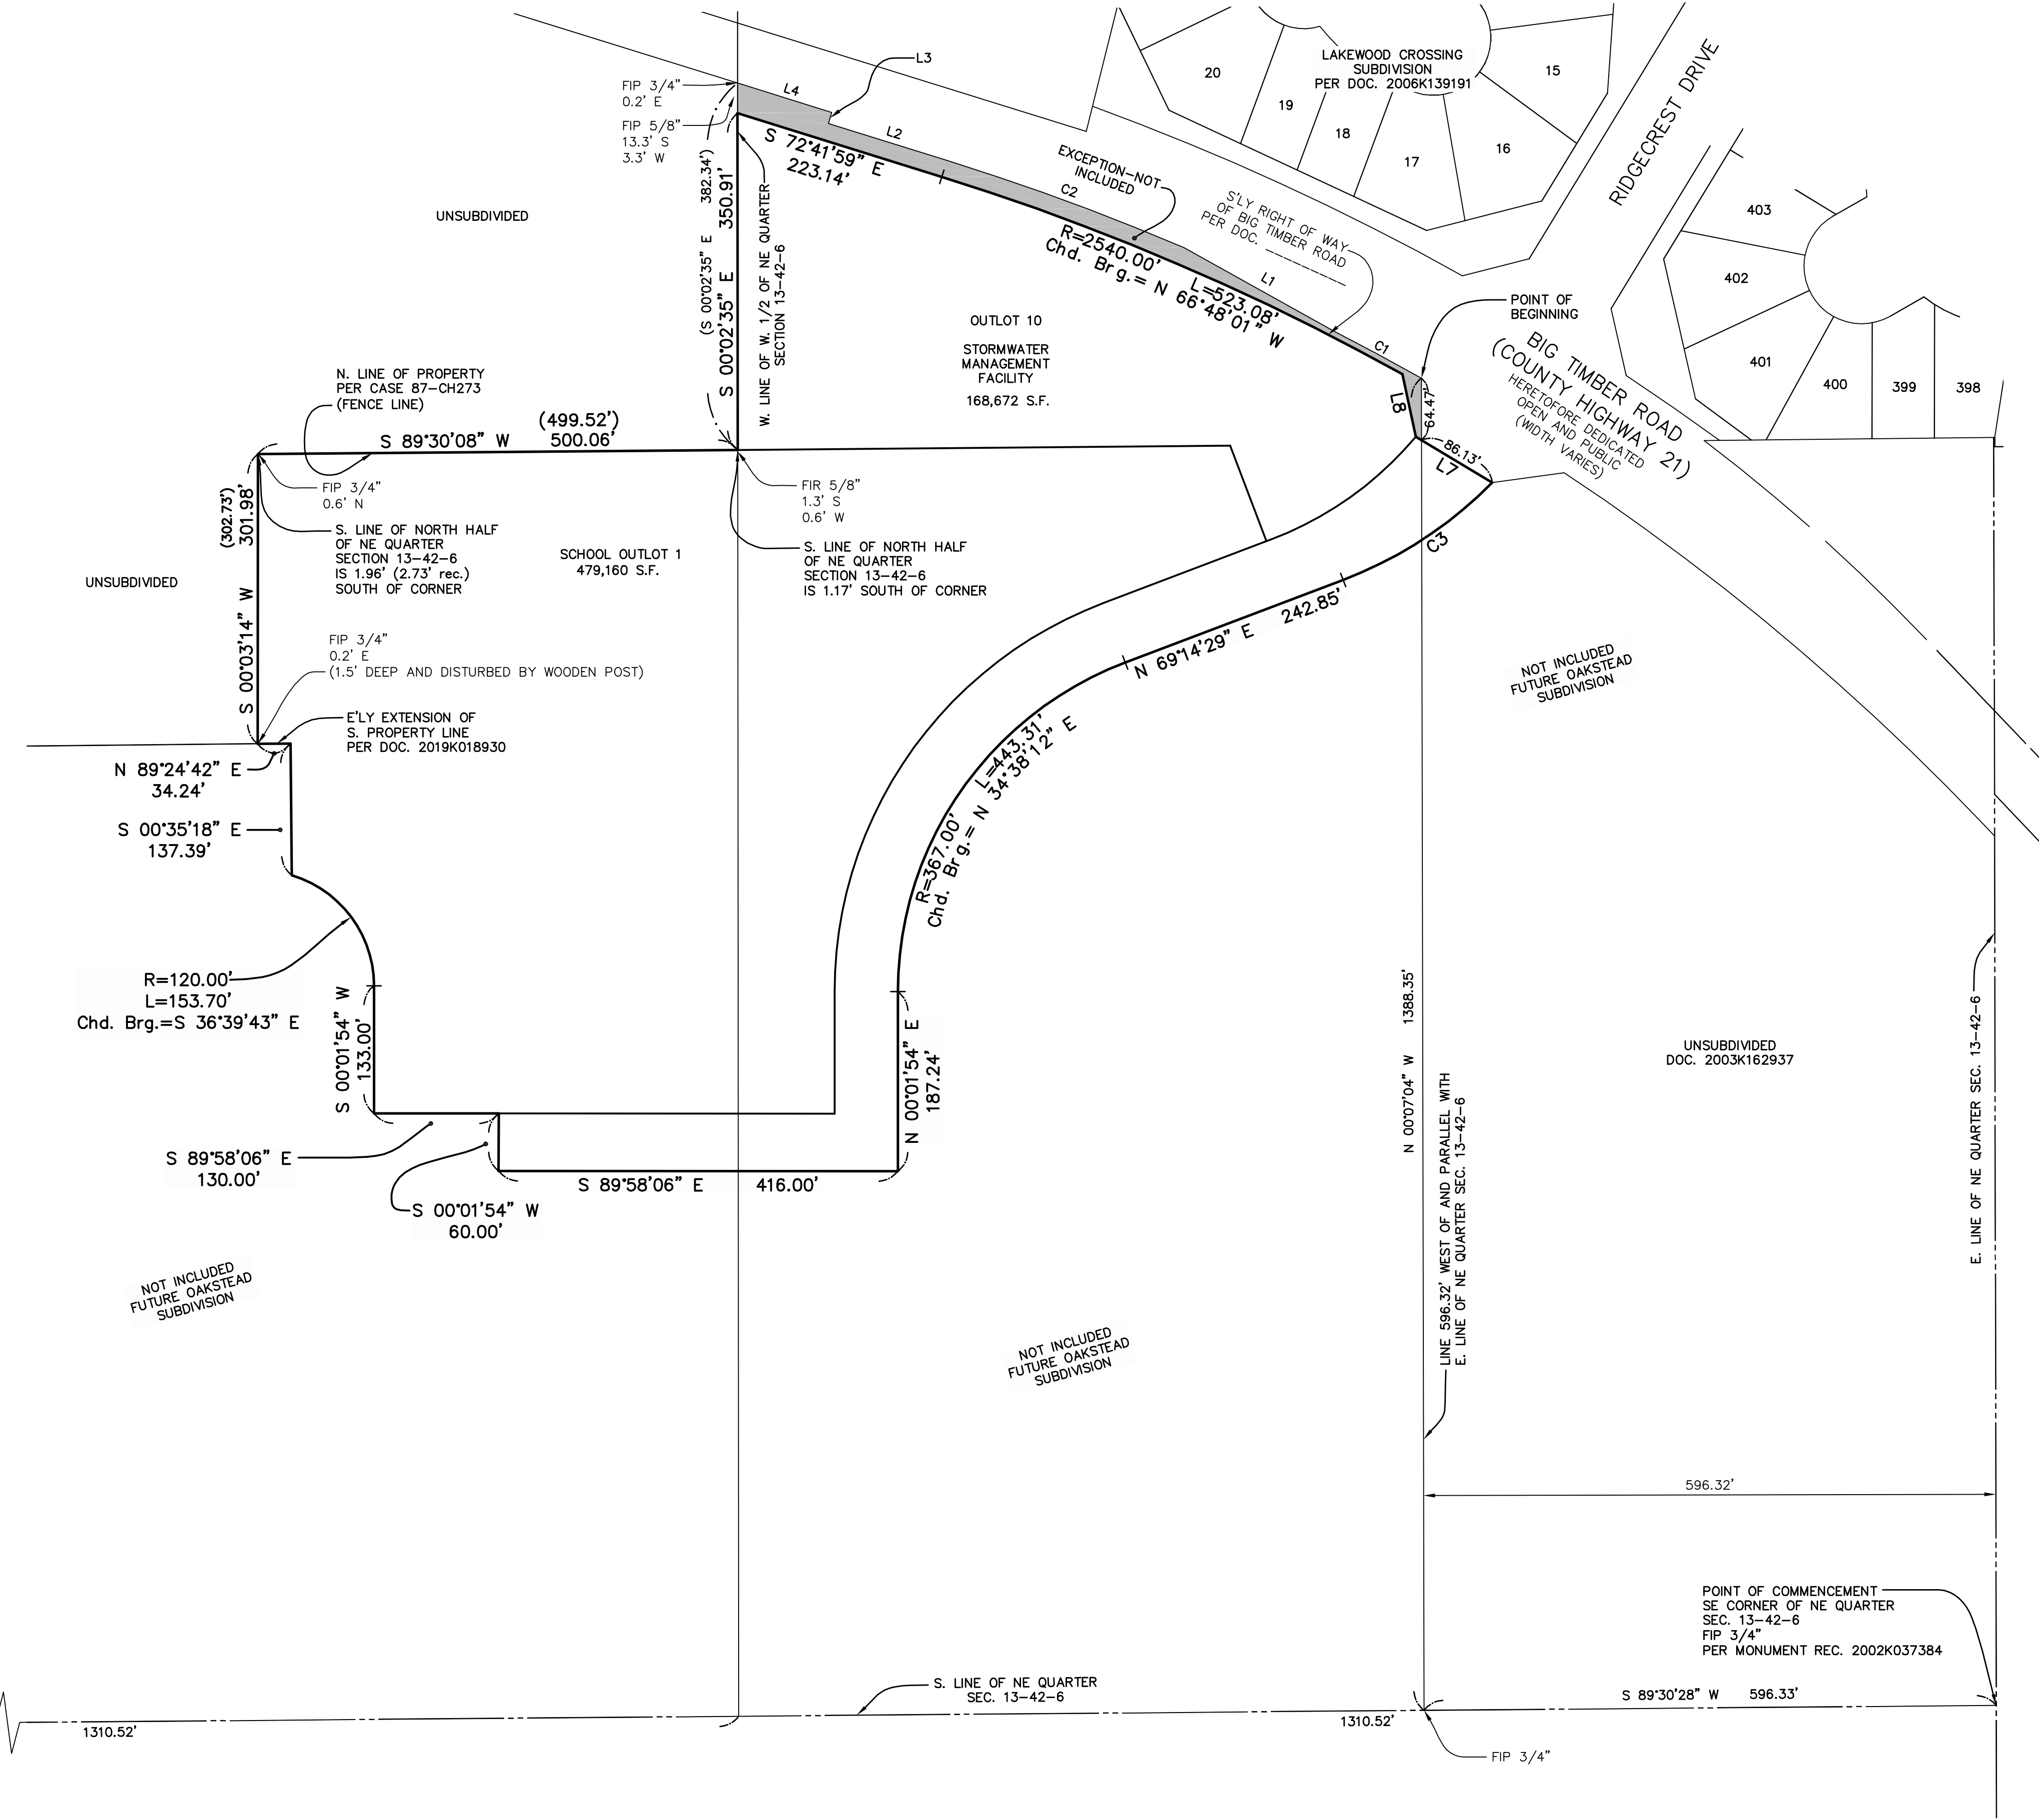 LAKEWOOD CROSSING
SUBDIVISION
PER DOC. 2006K139191
20
19
18
17
16
15
RIDGECREST DRIVE
403
402
401
400
399
398
L3
L4
L2
FIP 3/4"
0.2' E
FIP 5/8"
13.3' S
3.3' W
S 72°41'59" E
223.14'
EXCEPTION-NOT
INCLUDED
C2
S'LY RIGHT OF WAY
OF BIG TIMBER ROAD
PER DOC. __________
L1
C1
R=2540.00'
L=523.08'
Chd. Brg.= N 66°48'01" W
UNSUBDIVIDED
(S 00°02'35" E 382.34')
S 00°02'35" E 350.91'
W. LINE OF W. 1/2 OF NE QUARTER
SECTION 13-42-6
OUTLOT 10
STORMWATER
MANAGEMENT
FACILITY
168,672 S.F.
POINT OF
BEGINNING
BIG TIMBER ROAD
(COUNTY HIGHWAY 21)
HERETOFORE DEDICATED
OPEN AND PUBLIC
(WIDTH VARIES)
L8
64.47'
86.13'
L7
C3
N. LINE OF PROPERTY
PER CASE 87-CH273
(FENCE LINE)
(499.52')
S 89°30'08" W 500.06'
FIP 3/4"
0.6' N
(302.73')
301.98'
S 00°03'14" W
S. LINE OF NORTH HALF
OF NE QUARTER
SECTION 13-42-6
IS 1.96' (2.73' rec.)
SOUTH OF CORNER
SCHOOL OUTLOT 1
479,160 S.F.
FIR 5/8"
1.3' S
0.6' W
S. LINE OF NORTH HALF
OF NE QUARTER
SECTION 13-42-6
IS 1.17' SOUTH OF CORNER
UNSUBDIVIDED
FIP 3/4"
0.2' E
(1.5' DEEP AND DISTURBED BY WOODEN POST)
E'LY EXTENSION OF
S. PROPERTY LINE
PER DOC. 2019K018930
N 89°24'42" E
34.24'
S 00°35'18" E
137.39'
N 69°14'29" E 242.85'
NOT INCLUDED
FUTURE OAKSTEAD
SUBDIVISION
R=367.00'
L=443.31'
Chd. Brg.= N 34°38'12" E
R=120.00'
L=153.70'
Chd. Brg.=S 36°39'43" E
S 00°01'54" W
133.00'
N 00°01'54" E
187.24'
S 89°58'06" E
130.00'
S 00°01'54" W
60.00'
S 89°58'06" E 416.00'
N 00°07'04" W 1388.35'
LINE 596.32' WEST OF AND PARALLEL WITH
E. LINE OF NE QUARTER SEC. 13-42-6
UNSUBDIVIDED
DOC. 2003K162937
E. LINE OF NE QUARTER SEC. 13-42-6
NOT INCLUDED
FUTURE OAKSTEAD
SUBDIVISION
NOT INCLUDED
FUTURE OAKSTEAD
SUBDIVISION
596.32'
POINT OF COMMENCEMENT
SE CORNER OF NE QUARTER
SEC. 13-42-6
FIP 3/4"
PER MONUMENT REC. 2002K037384
S. LINE OF NE QUARTER
SEC. 13-42-6
S 89°30'28" W 596.33'
1310.52'
1310.52'
FIP 3/4"